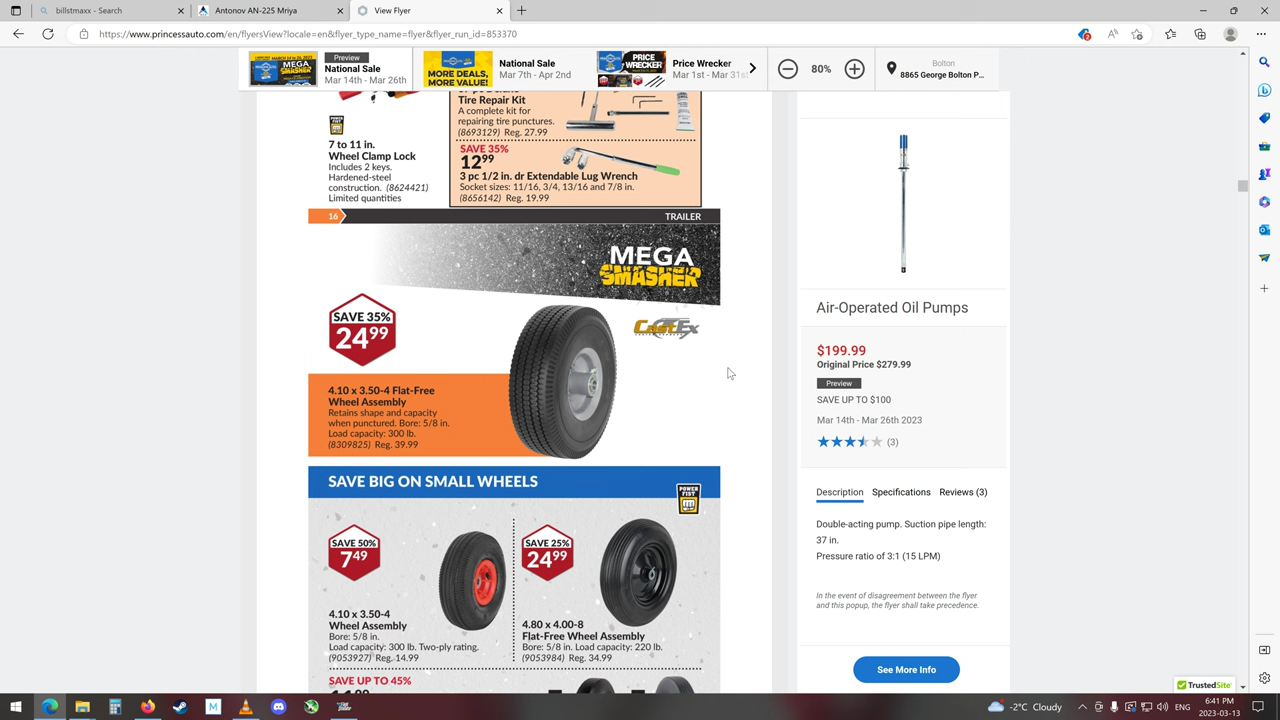 billstmaxx - Search
Antonov AN-225 Mriya
View Flyer
https://www.princessauto.com/en/flyersView?locale=en&flyer_type_name=flyer&flyer_run_id=853370
Preview
National Sale
Mar 14th - Mar 26th
MORE DEALS,
MORE VALUE!
National Sale
Mar 7th - Apr 2nd
PRICE
WRECKER
Price Wrecker
Mar 1st - Mar 31st
80%
Bolton
8865 George Bolton P...
Tire Repair Kit
A complete kit for
repairing tire punctures.
(8693129) Reg. 27.99
7 to 11 in.
Wheel Clamp Lock
Includes 2 keys.
Hardened-steel
construction. (8624421)
Limited quantities
SAVE 35%
12 99
3 pc 1/2 in. dr Extendable Lug Wrench
Socket sizes: 11/16, 3/4, 13/16 and 7/8 in.
(8656142) Reg. 19.99
16
TRAILER
MEGA
SMASHER
SAVE 35%
24 99
CastEx
4.10 x 3.50-4 Flat-Free
Wheel Assembly
Retains shape and capacity
when punctured. Bore: 5/8 in.
Load capacity: 300 lb.
(8309825) Reg. 39.99
SAVE BIG ON SMALL WHEELS
POWER
FIST
SAVE 50%
7 49
4.10 x 3.50-4
Wheel Assembly
Bore: 5/8 in.
Load capacity: 300 lb. Two-ply rating.
(9053927) Reg. 14.99
SAVE 25%
24 99
4.80 x 4.00-8
Flat-Free Wheel Assembly
Bore: 5/8 in. Load capacity: 220 lb.
(9053984) Reg. 34.99
SAVE UP TO 45%
Air-Operated Oil Pumps
$199.99
Original Price $279.99
Preview
SAVE UP TO $100
Mar 14th - Mar 26th 2023
(3)
Description Specifications Reviews (3)
Double-acting pump. Suction pipe length:
37 in.
Pressure ratio of 3:1 (15 LPM)
In the event of disagreement between the flyer
and this popup, the flyer shall take precedence.
See More Info
TrustedSite
-2°C Cloudy
ENG
6:41 PM
2023-03-13